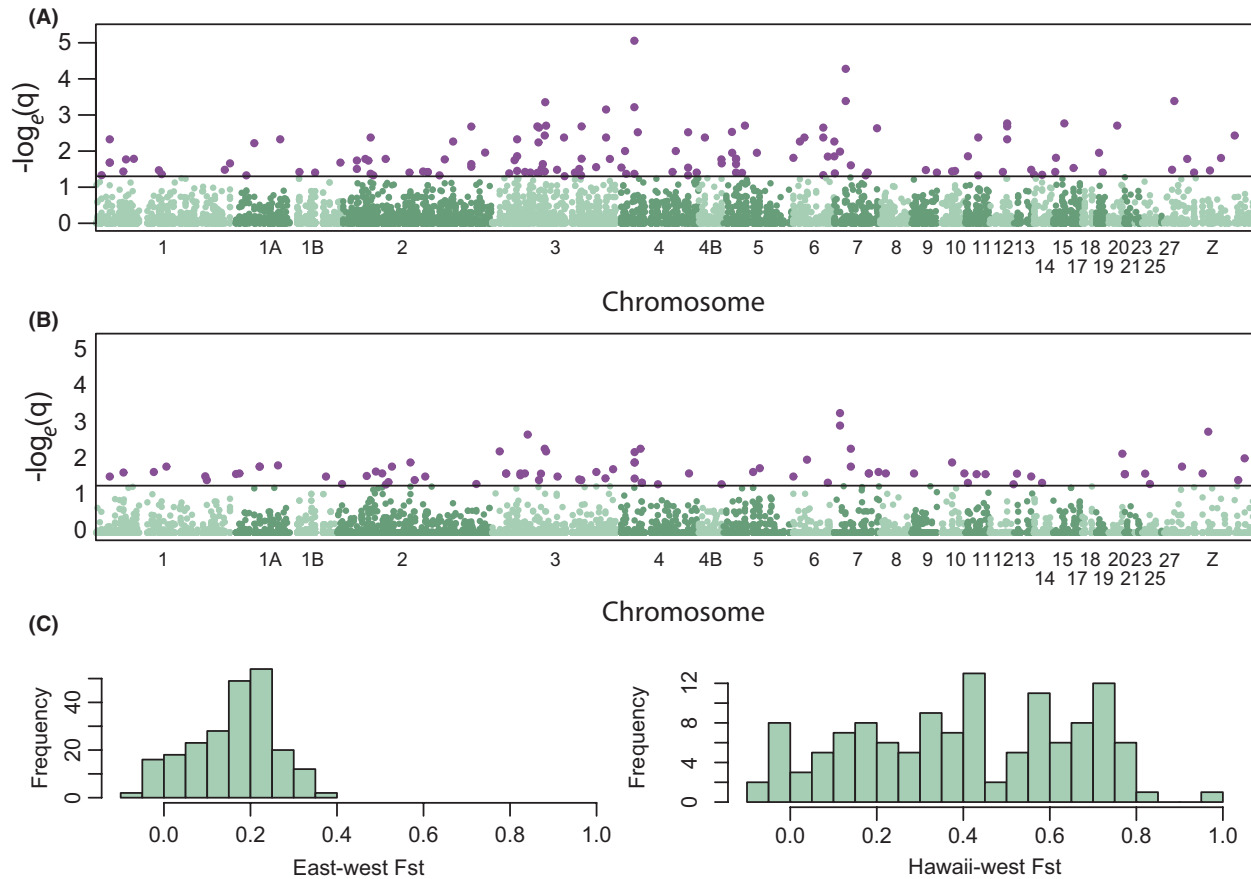 (A)
5
4
3
2
1
0
-logₑ(q)
1 1A 1B 2 3 4 4B 5 6 7 8 9 10 11 12 13 15 18 20 23 27 Z
14 17 19 21 25
Chromosome
(B)
5
4
3
2
1
0
-logₑ(q)
1 1A 1B 2 3 4 4B 5 6 7 8 9 10 11 12 13 15 18 20 23 27 Z
14 17 19 21 25
Chromosome
(C)
Frequency
0 20 40
0.0 0.2 0.4 0.6 0.8 1.0
East-west Fst
Frequency
0 4 8 12
0.0 0.2 0.4 0.6 0.8 1.0
Hawaii-west Fst